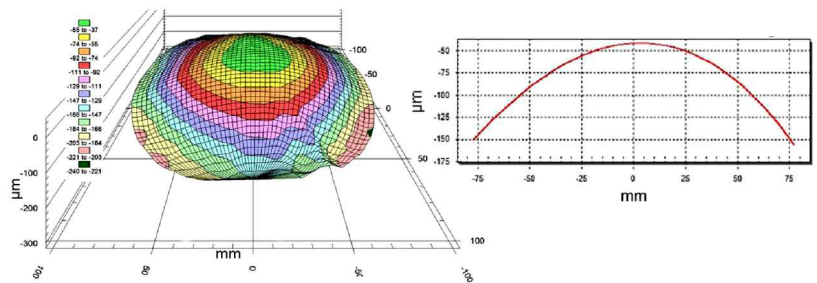 -55 to -37
-74 to -55
-92 to -74
-111 to -92
-129 to -111
-147 to -129
-166 to -147
-184 to -166
-203 to -184
-221 to -203
-240 to -221
0
-100
-200
-300
µm
100
50
0
-50
-100
mm
-100
-50
0
50
100
-50
-75
-100
-125
-150
-175
µm
-75
-50
-25
0
25
50
75
mm